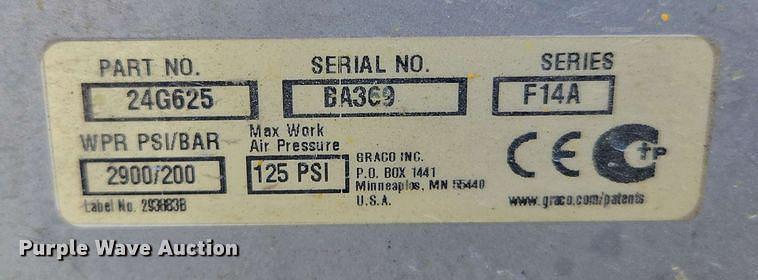 PART NO. SERIAL NO. SERIES
24G625 BA369 F14A
WPR PSI/BAR Max Work Air Pressure
2900/200 125 PSI
GRACO INC.
P.O. BOX 1441
Minneaplos, MN 55440
U.S.A.
CE
Label No. 293883B
www.graco.com/patents
Purple Wave Auction